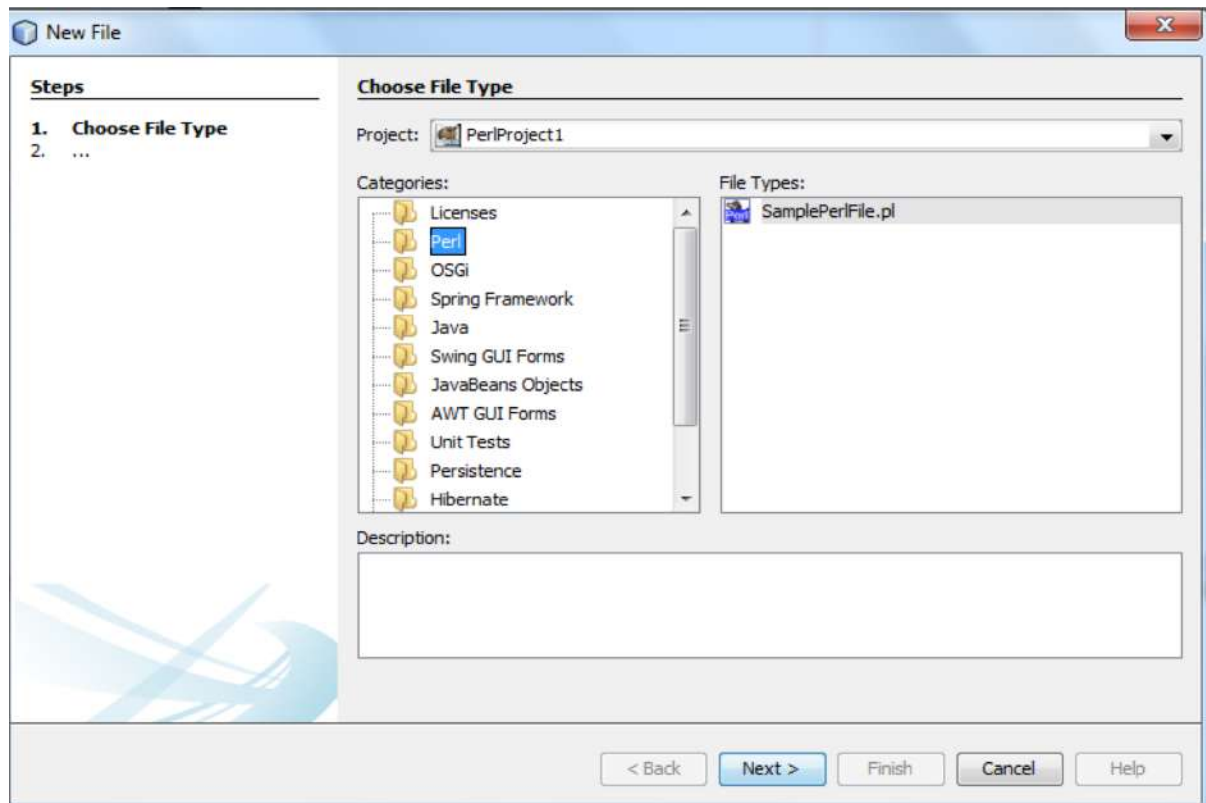 New File
Steps
1. Choose File Type
2. ...
Choose File Type
Project: PerlProject1
Categories:
Licenses
Perl
OSGi
Spring Framework
Java
Swing GUI Forms
JavaBeans Objects
AWT GUI Forms
Unit Tests
Persistence
Hibernate
File Types:
SamplePerlFile.pl
Description:
< Back Next > Finish Cancel Help